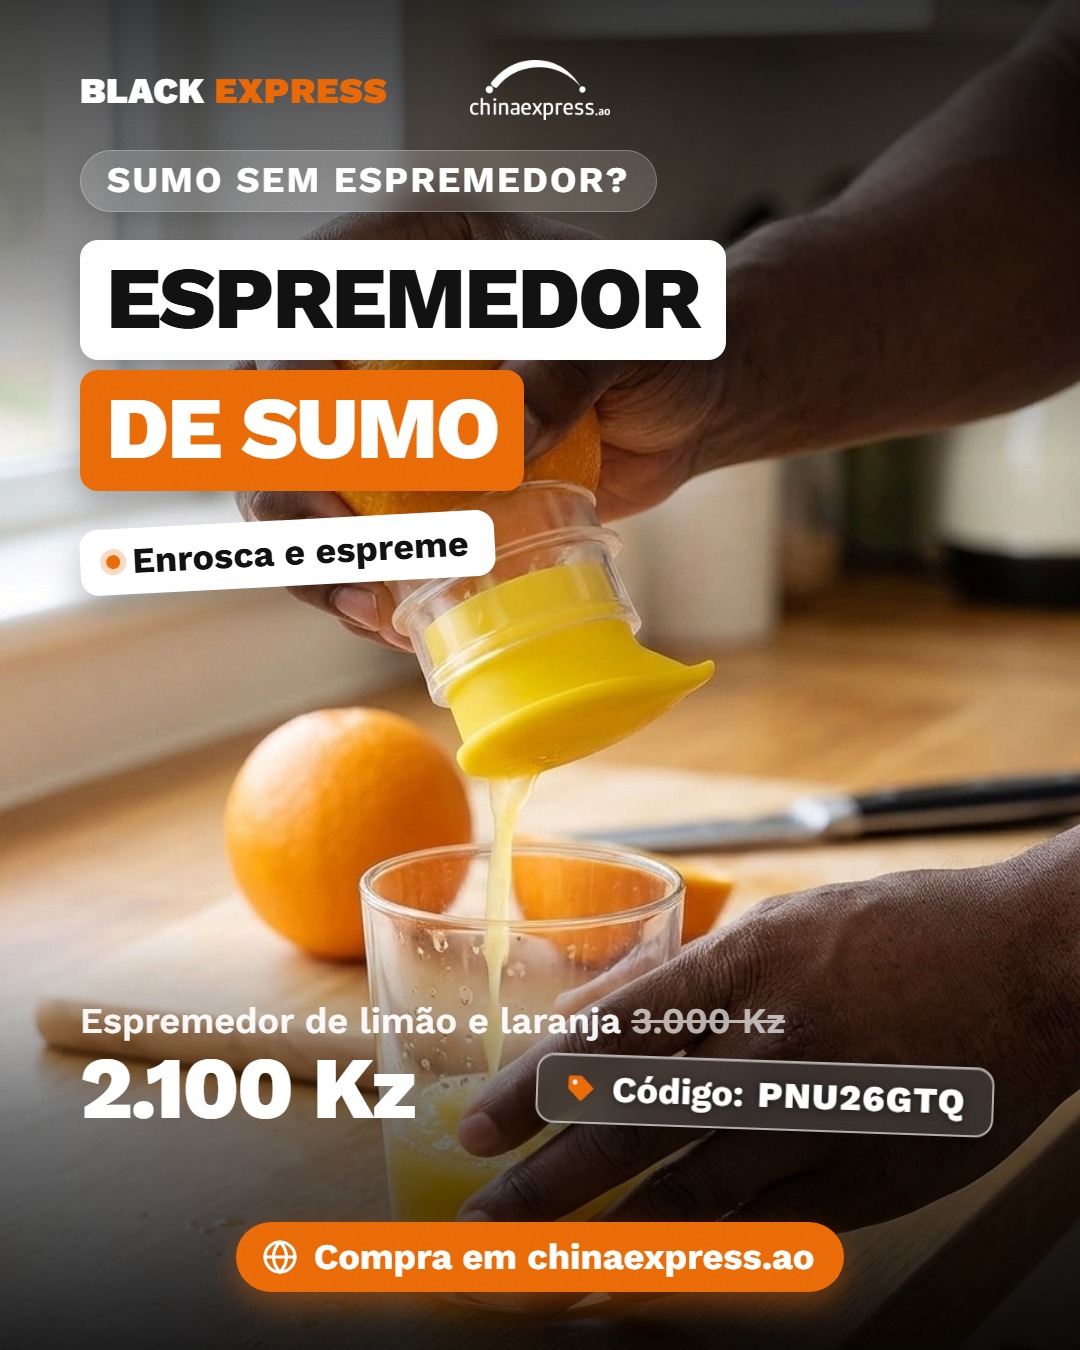 BLACK EXPRESS
chinaexpress.ao
SUMO SEM ESPREMEDOR?
ESPREMEDOR
DE SUMO
Enrosca e espreme
Espremedor de limão e laranja 3.000 Kz
2.100 Kz
Código: PNU26GTQ
Compra em chinaexpress.ao